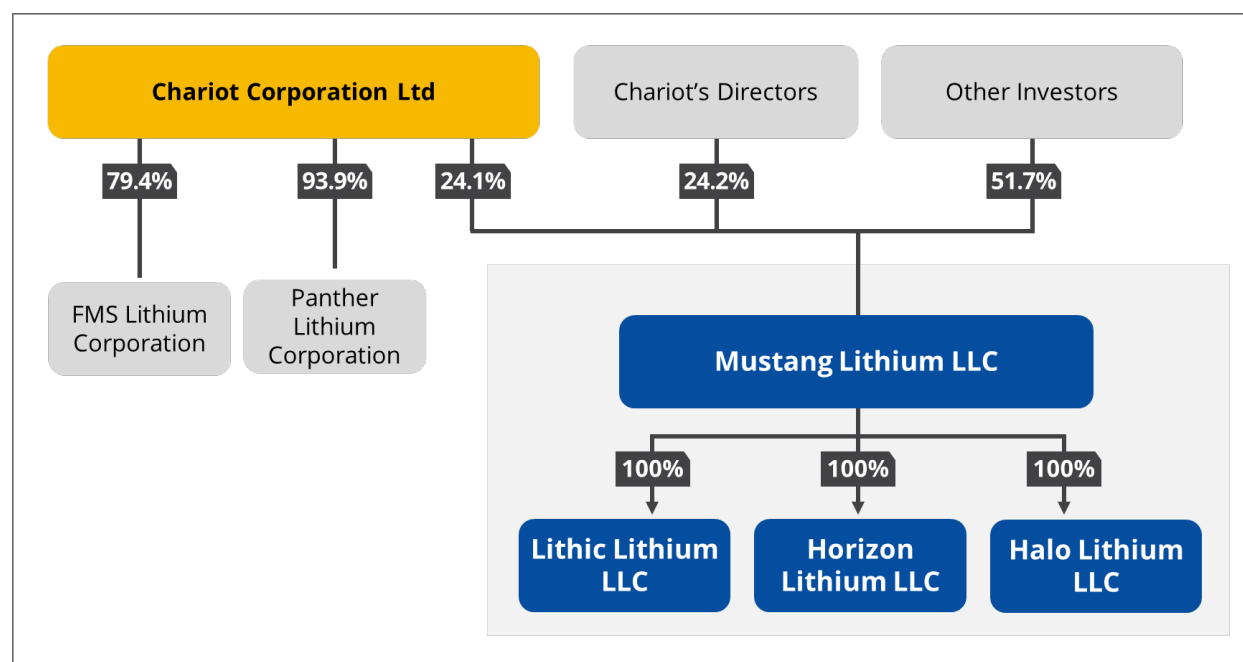 Chariot Corporation Ltd
Chariot’s Directors
Other Investors
79.4%
93.9%
24.1%
24.2%
51.7%
FMS Lithium
Corporation
Panther
Lithium
Corporation
Mustang Lithium LLC
100%
100%
100%
Lithic Lithium
LLC
Horizon
Lithium LLC
Halo Lithium
LLC